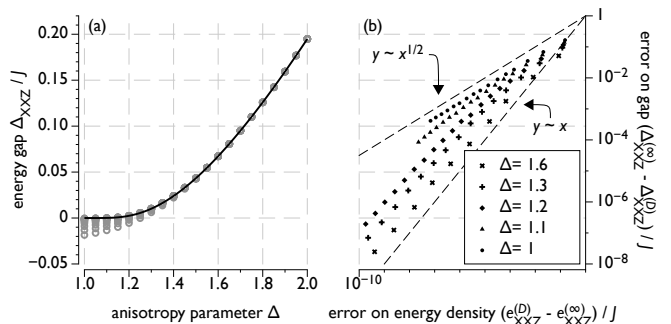 (a)
energy gap Δ_XXZ / J
0.20
0.15
0.10
0.05
0
−0.05
1.0 1.2 1.4 1.6 1.8 2.0
anisotropy parameter Δ
(b)
y ~ x^{1/2}
y ~ x
Δ= 1.6
Δ= 1.3
Δ= 1.2
Δ= 1.1
Δ= 1
1
10^{−2}
10^{−4}
10^{−6}
10^{−8}
error on gap (Δ_XXZ^{(∞)} - Δ_XXZ^{(D)}) / J
10^{−10}
1
error on energy density (e_XXZ^{(D)} - e_XXZ^{(∞)}) / J